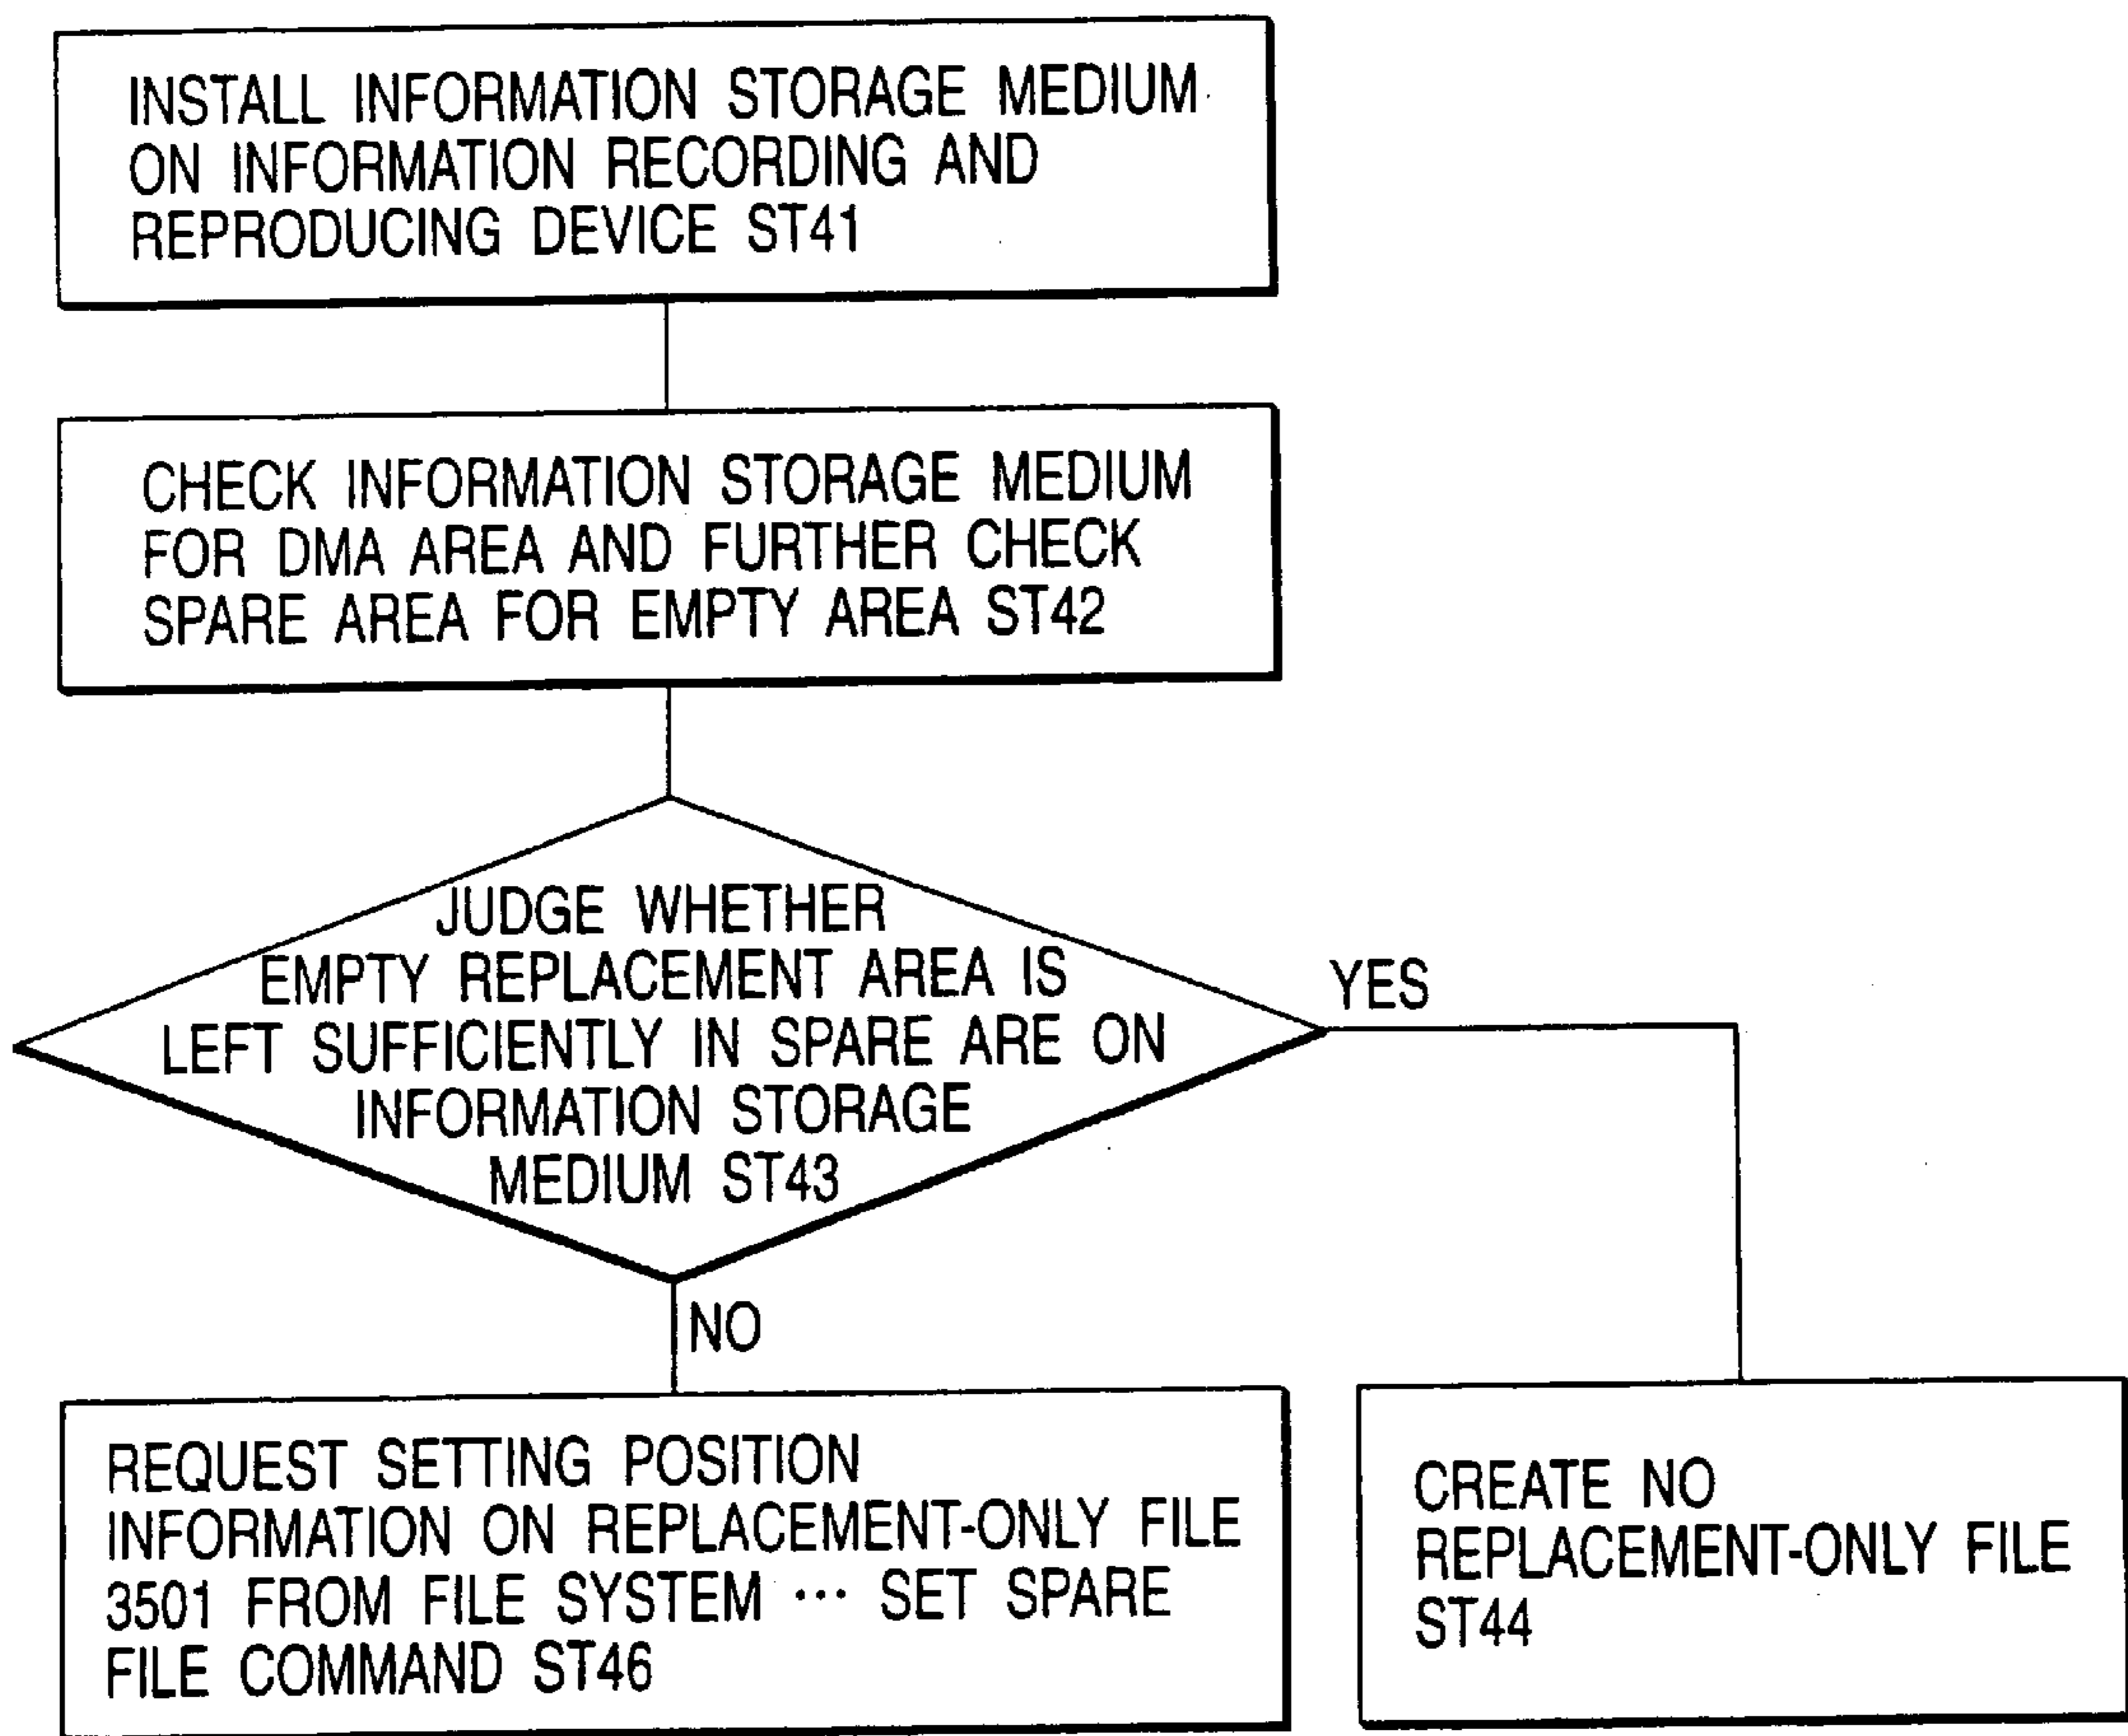 INSTALL INFORMATION STORAGE MEDIUM
ON INFORMATION RECORDING AND
REPRODUCING DEVICE ST41
CHECK INFORMATION STORAGE MEDIUM
FOR DMA AREA AND FURTHER CHECK
SPARE AREA FOR EMPTY AREA ST42
JUDGE WHETHER
EMPTY REPLACEMENT AREA IS
LEFT SUFFICIENTLY IN SPARE ARE ON
INFORMATION STORAGE
MEDIUM ST43
YES
NO
REQUEST SETTING POSITION
INFORMATION ON REPLACEMENT-ONLY FILE
3501 FROM FILE SYSTEM ··· SET SPARE
FILE COMMAND ST46
CREATE NO
REPLACEMENT-ONLY FILE
ST44